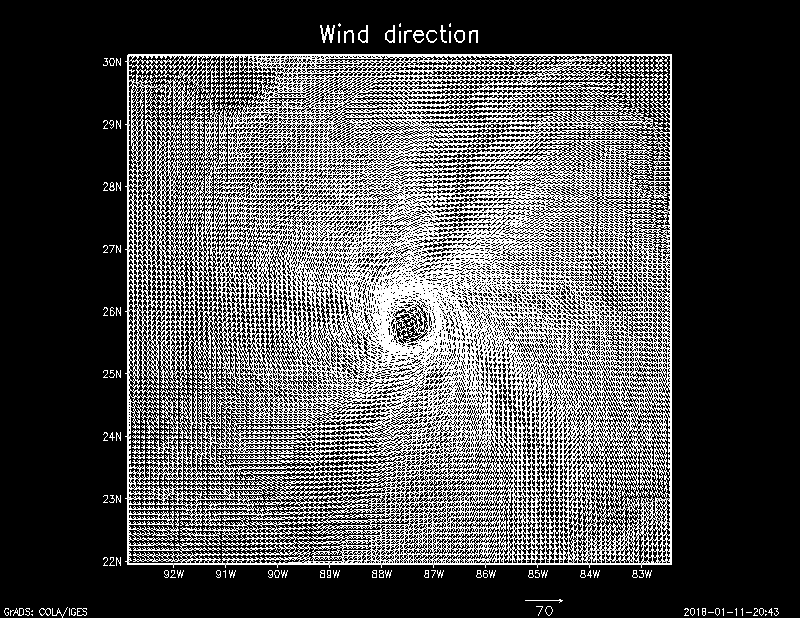 Wind direction
30N
29N
28N
27N
26N
25N
24N
23N
22N
92W 91W 90W 89W 88W 87W 86W 85W 84W 83W
70
GrADS: COLA/IGES
2018-01-11-20:43